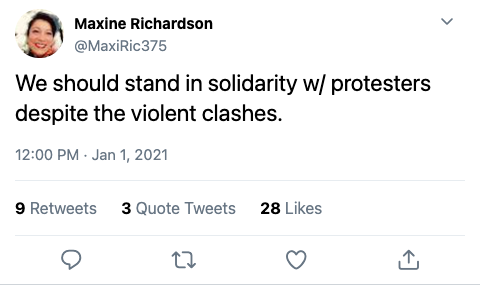 Maxine Richardson
@MaxiRic375
We should stand in solidarity w/ protesters
despite the violent clashes.
12:00 PM · Jan 1, 2021
9 Retweets 3 Quote Tweets 28 Likes